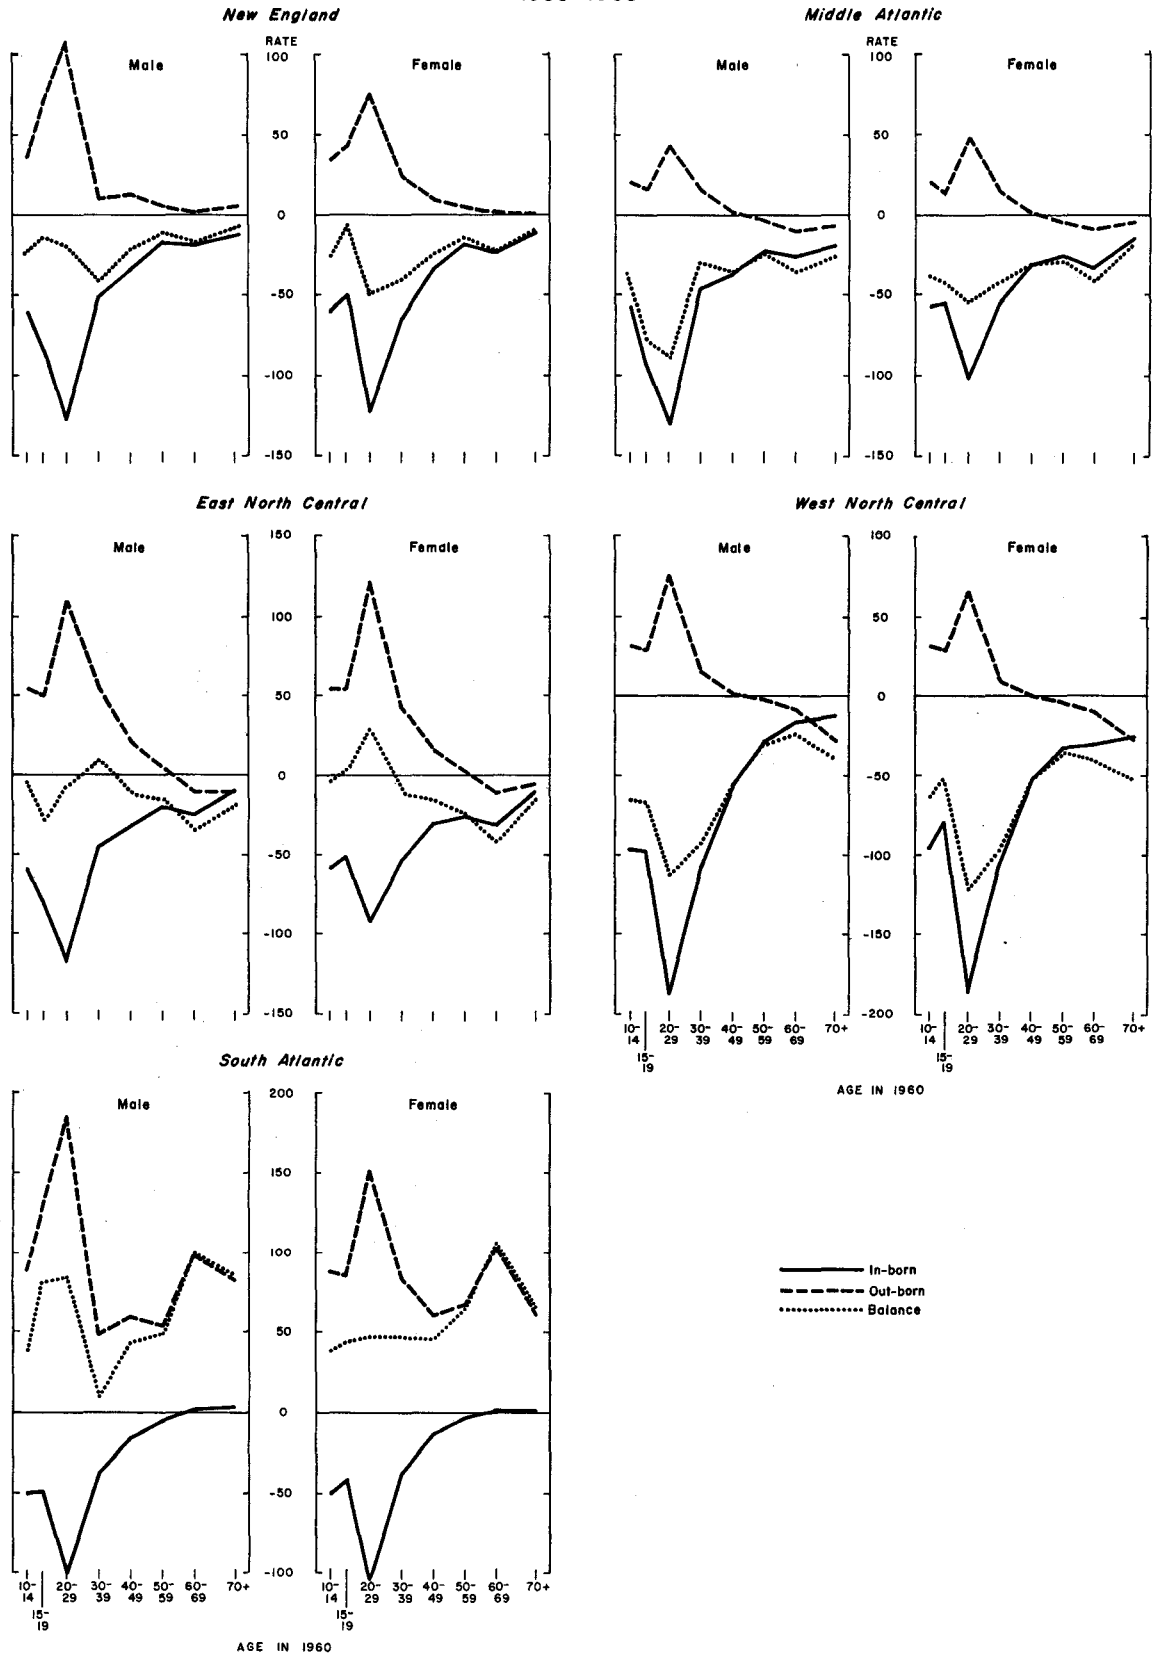 New England
Middle Atlantic
RATE
RATE
Male
100
Female
Male
100
Female
50
50
0
0
-50
-50
-100
-100
-150
-150
East North Central
West North Central
150
100
Male
Female
Male
Female
100
50
50
0
0
-50
-50
-100
-100
-150
-150
-200
10-14
15-19
20-29
30-39
40-49
50-59
60-69
70+
10-14
15-19
20-29
30-39
40-49
50-59
60-69
70+
AGE IN 1960
South Atlantic
200
Male
Female
150
100
50
0
-50
-100
10-14
15-19
20-29
30-39
40-49
50-59
60-69
70+
10-14
15-19
20-29
30-39
40-49
50-59
60-69
70+
AGE IN 1960
In-born
Out-born
Balance